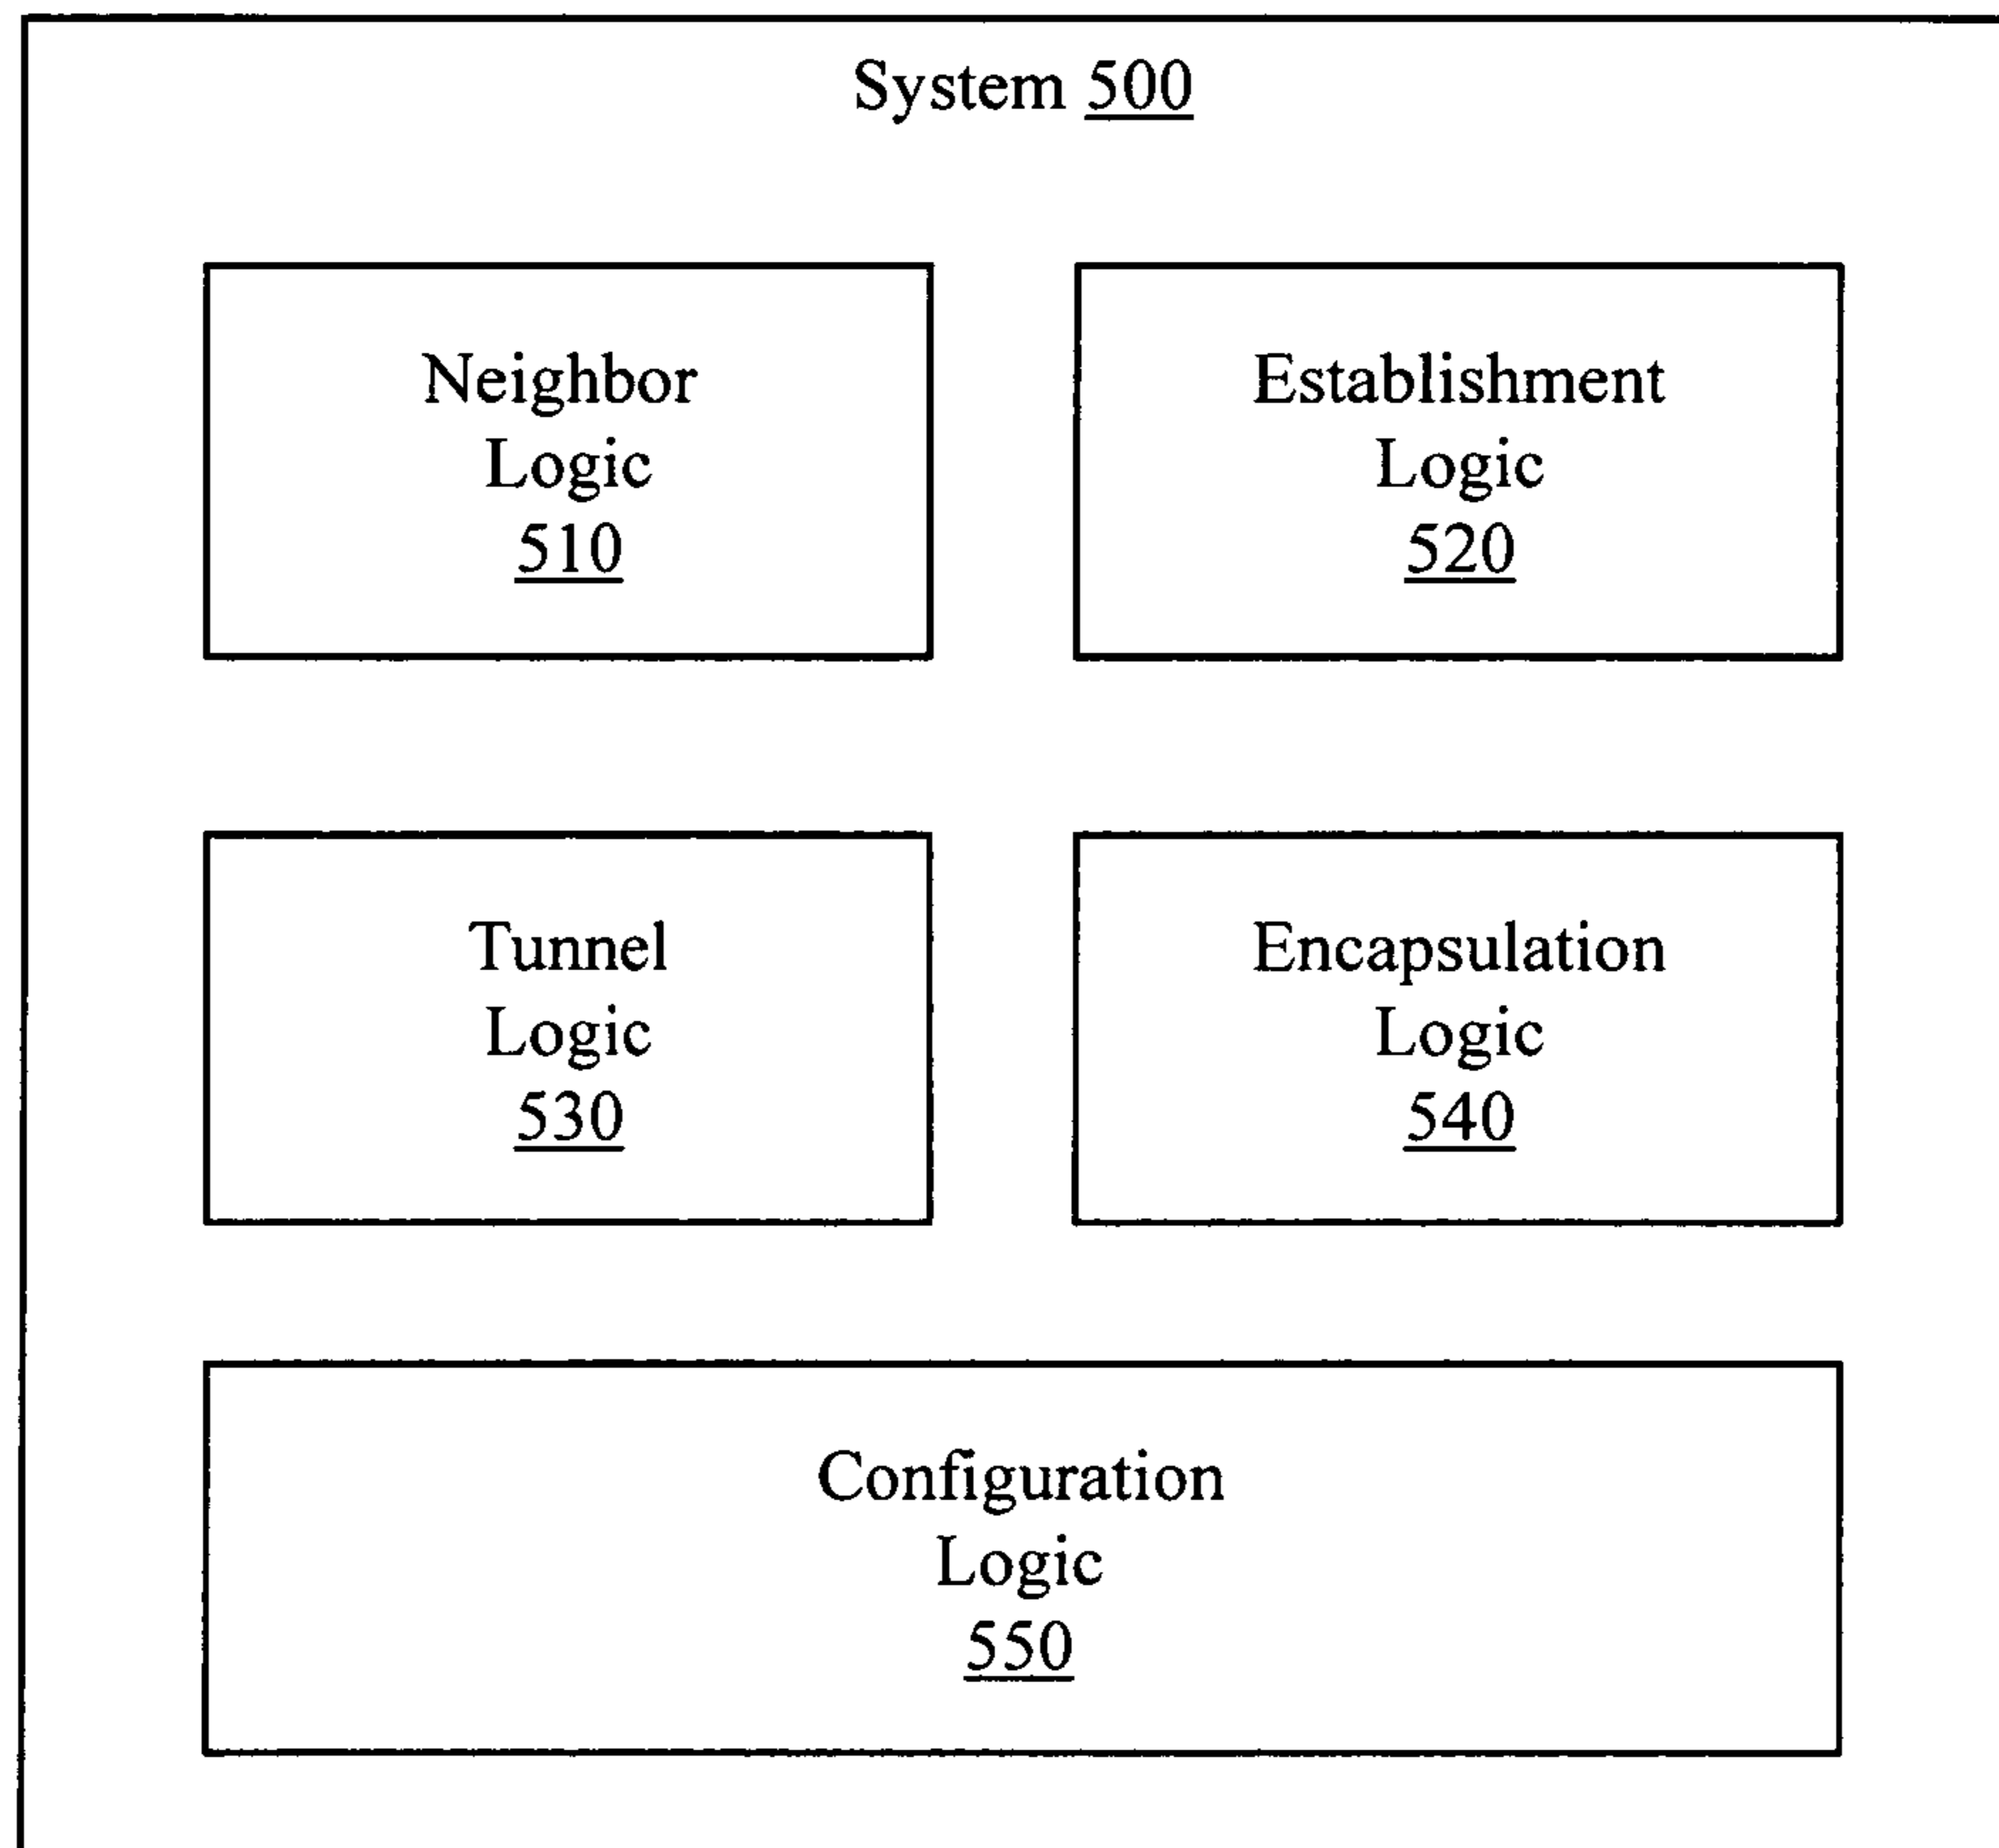 System 500
Neighbor
Logic
510
Establishment
Logic
520
Tunnel
Logic
530
Encapsulation
Logic
540
Configuration
Logic
550